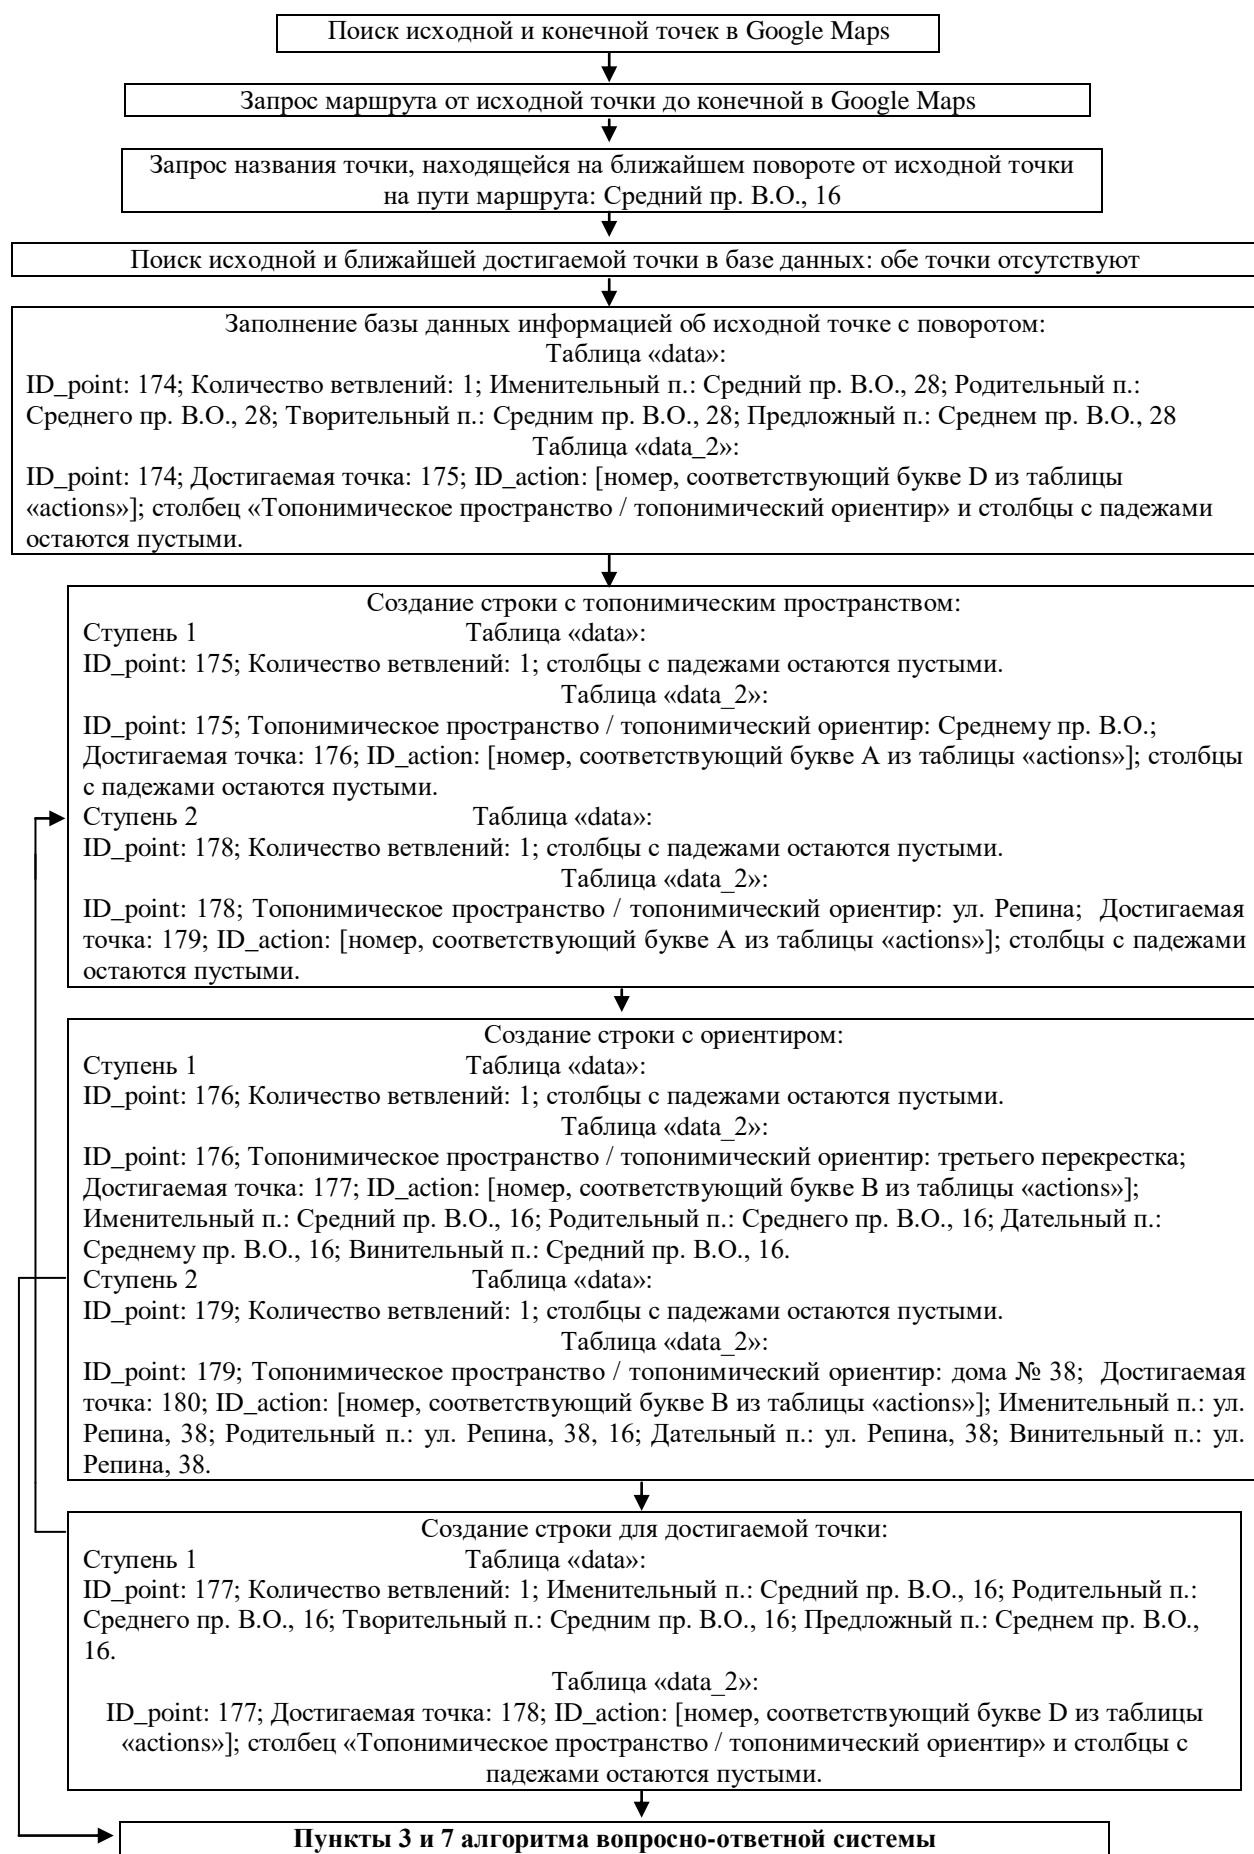 Поиск исходной и конечной точек в Google Maps
Запрос маршрута от исходной точки до конечной в Google Maps
Запрос названия точки, находящейся на ближайшем повороте от исходной точки
на пути маршрута: Средний пр. В.О., 16
Поиск исходной и ближайшей достигаемой точки в базе данных: обе точки отсутствуют
Заполнение базы данных информацией об исходной точке с поворотом:
Таблица «data»:
ID_point: 174; Количество ветвлений: 1; Именительный п.: Средний пр. В.О., 28; Родительный п.:
Среднего пр. В.О., 28; Творительный п.: Средним пр. В.О., 28; Предложный п.: Среднем пр. В.О., 28
Таблица «data_2»:
ID_point: 174; Достигаемая точка: 175; ID_action: [номер, соответствующий букве D из таблицы
«actions»]; столбец «Топонимическое пространство / топонимический ориентир» и столбцы с падежами
остаются пустыми.
Создание строки с топонимическим пространством:
Ступень 1 Таблица «data»:
ID_point: 175; Количество ветвлений: 1; столбцы с падежами остаются пустыми.
Таблица «data_2»:
ID_point: 175; Топонимическое пространство / топонимический ориентир: Среднему пр. В.О.;
Достигаемая точка: 176; ID_action: [номер, соответствующий букве A из таблицы «actions»]; столбцы
с падежами остаются пустыми.
Ступень 2 Таблица «data»:
ID_point: 178; Количество ветвлений: 1; столбцы с падежами остаются пустыми.
Таблица «data_2»:
ID_point: 178; Топонимическое пространство / топонимический ориентир: ул. Репина; Достигаемая
точка: 179; ID_action: [номер, соответствующий букве A из таблицы «actions»]; столбцы с падежами
остаются пустыми.
Создание строки с ориентиром:
Ступень 1 Таблица «data»:
ID_point: 176; Количество ветвлений: 1; столбцы с падежами остаются пустыми.
Таблица «data_2»:
ID_point: 176; Топонимическое пространство / топонимический ориентир: третьего перекрестка;
Достигаемая точка: 177; ID_action: [номер, соответствующий букве B из таблицы «actions»];
Именительный п.: Средний пр. В.О., 16; Родительный п.: Среднего пр. В.О., 16; Дательный п.:
Среднему пр. В.О., 16; Винительный п.: Средний пр. В.О., 16.
Ступень 2 Таблица «data»:
ID_point: 179; Количество ветвлений: 1; столбцы с падежами остаются пустыми.
Таблица «data_2»:
ID_point: 179; Топонимическое пространство / топонимический ориентир: дома № 38; Достигаемая
точка: 180; ID_action: [номер, соответствующий букве B из таблицы «actions»]; Именительный п.: ул.
Репина, 38; Родительный п.: ул. Репина, 38, 16; Дательный п.: ул. Репина, 38; Винительный п.: ул.
Репина, 38.
Создание строки для достигаемой точки:
Ступень 1 Таблица «data»:
ID_point: 177; Количество ветвлений: 1; Именительный п.: Средний пр. В.О., 16; Родительный п.:
Среднего пр. В.О., 16; Творительный п.: Средним пр. В.О., 16; Предложный п.: Среднем пр. В.О.,
16.
Таблица «data_2»:
ID_point: 177; Достигаемая точка: 178; ID_action: [номер, соответствующий букве D из таблицы
«actions»]; столбец «Топонимическое пространство / топонимический ориентир» и столбцы с
падежами остаются пустыми.
Пункты 3 и 7 алгоритма вопросно-ответной системы